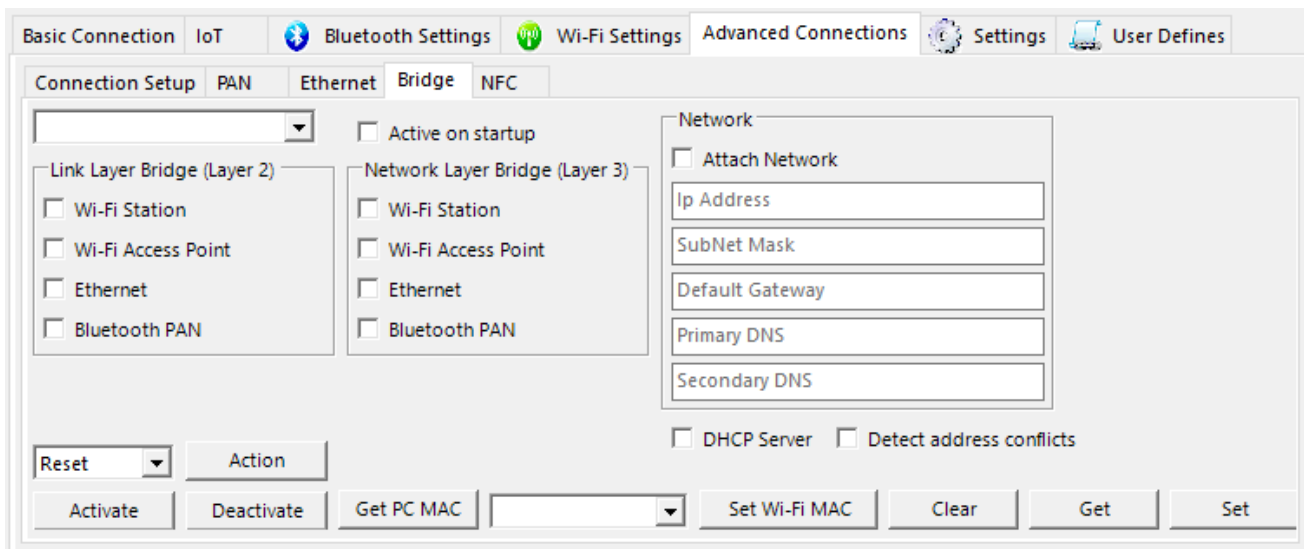 Basic Connection IoT Bluetooth Settings Wi-Fi Settings Advanced Connections Settings User Defines
Connection Setup PAN Ethernet Bridge NFC
Active on startup
Link Layer Bridge (Layer 2)
Wi-Fi Station
Wi-Fi Access Point
Ethernet
Bluetooth PAN
Network Layer Bridge (Layer 3)
Wi-Fi Station
Wi-Fi Access Point
Ethernet
Bluetooth PAN
Network
Attach Network
Ip Address
SubNet Mask
Default Gateway
Primary DNS
Secondary DNS
DHCP Server Detect address conflicts
Reset Action
Activate Deactivate Get PC MAC Set Wi-Fi MAC Clear Get Set